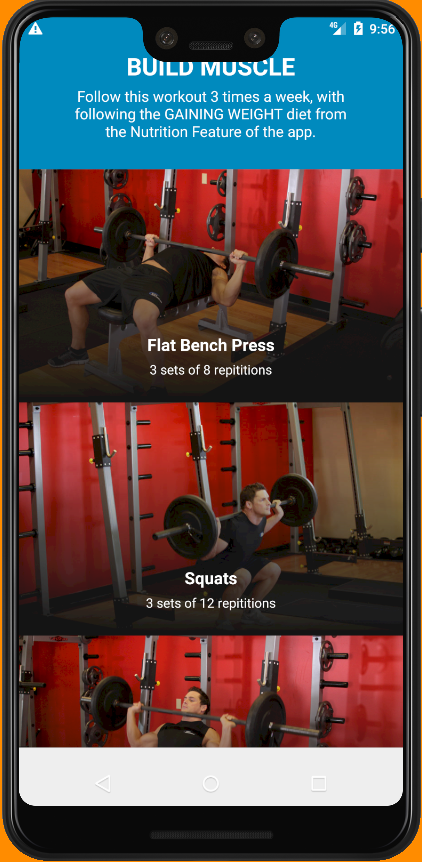 4G
9:56
BUILD MUSCLE
Follow this workout 3 times a week, with
following the GAINING WEIGHT diet from
the Nutrition Feature of the app.
Flat Bench Press
3 sets of 8 repititions
Squats
3 sets of 12 repititions